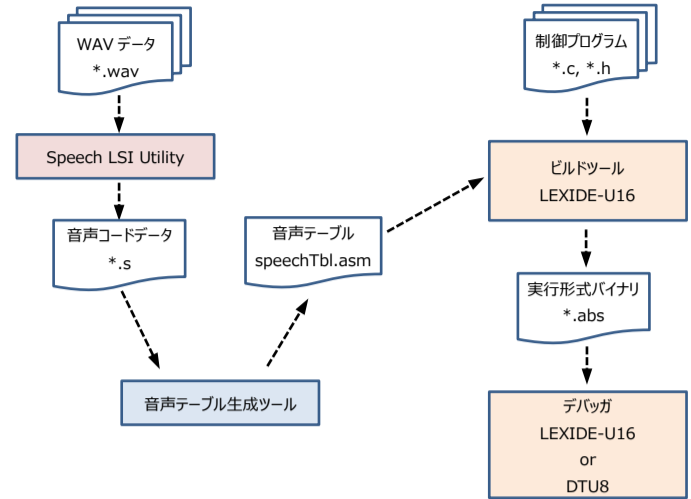 WAV データ
*.wav
Speech LSI Utility
音声コードデータ
*.s
音声テーブル生成ツール
音声テーブル
speechTbl.asm
制御プログラム
*.c, *.h
ビルドツール
LEXIDE-U16
実行形式バイナリ
*.abs
デバッガ
LEXIDE-U16
or
DTU8